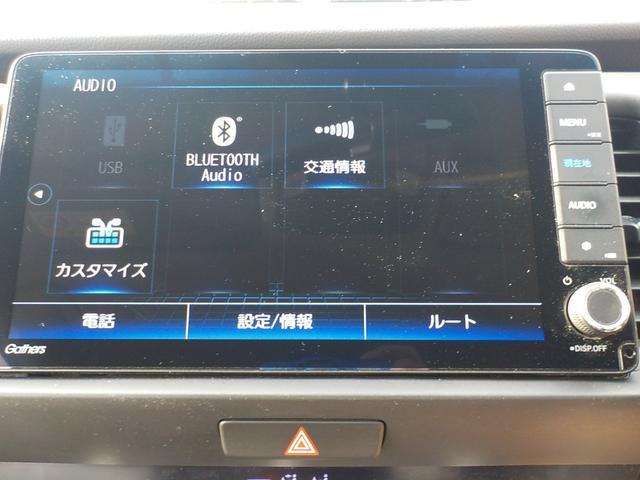 AUDIO
USB
BLUETOOTH
Audio
交通情報
AUX
カスタマイズ
電話
設定/情報
ルート
Gathers
MENU
現在地
AUDIO
VOL
DISP.OFF